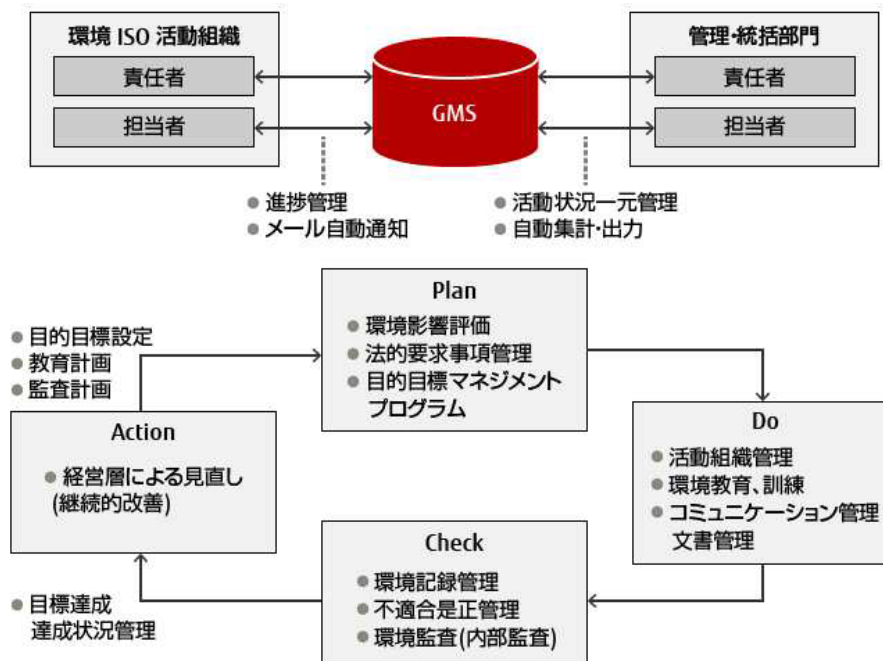 環境 ISO 活動組織
責任者
担当者
GMS
管理・統括部門
責任者
担当者
● 進捗管理
● メール自動通知
● 活動状況一元管理
● 自動集計・出力
Plan
● 環境影響評価
● 法的要求事項管理
● 目的目標マネジメント
プログラム
● 目的目標設定
● 教育計画
● 監査計画
Action
● 経営層による見直し
(継続的改善)
Do
● 活動組織管理
● 環境教育、訓練
● コミュニケーション管理
文書管理
Check
● 環境記録管理
● 不適合是正管理
● 環境監査(内部監査)
● 目標達成
達成状況管理